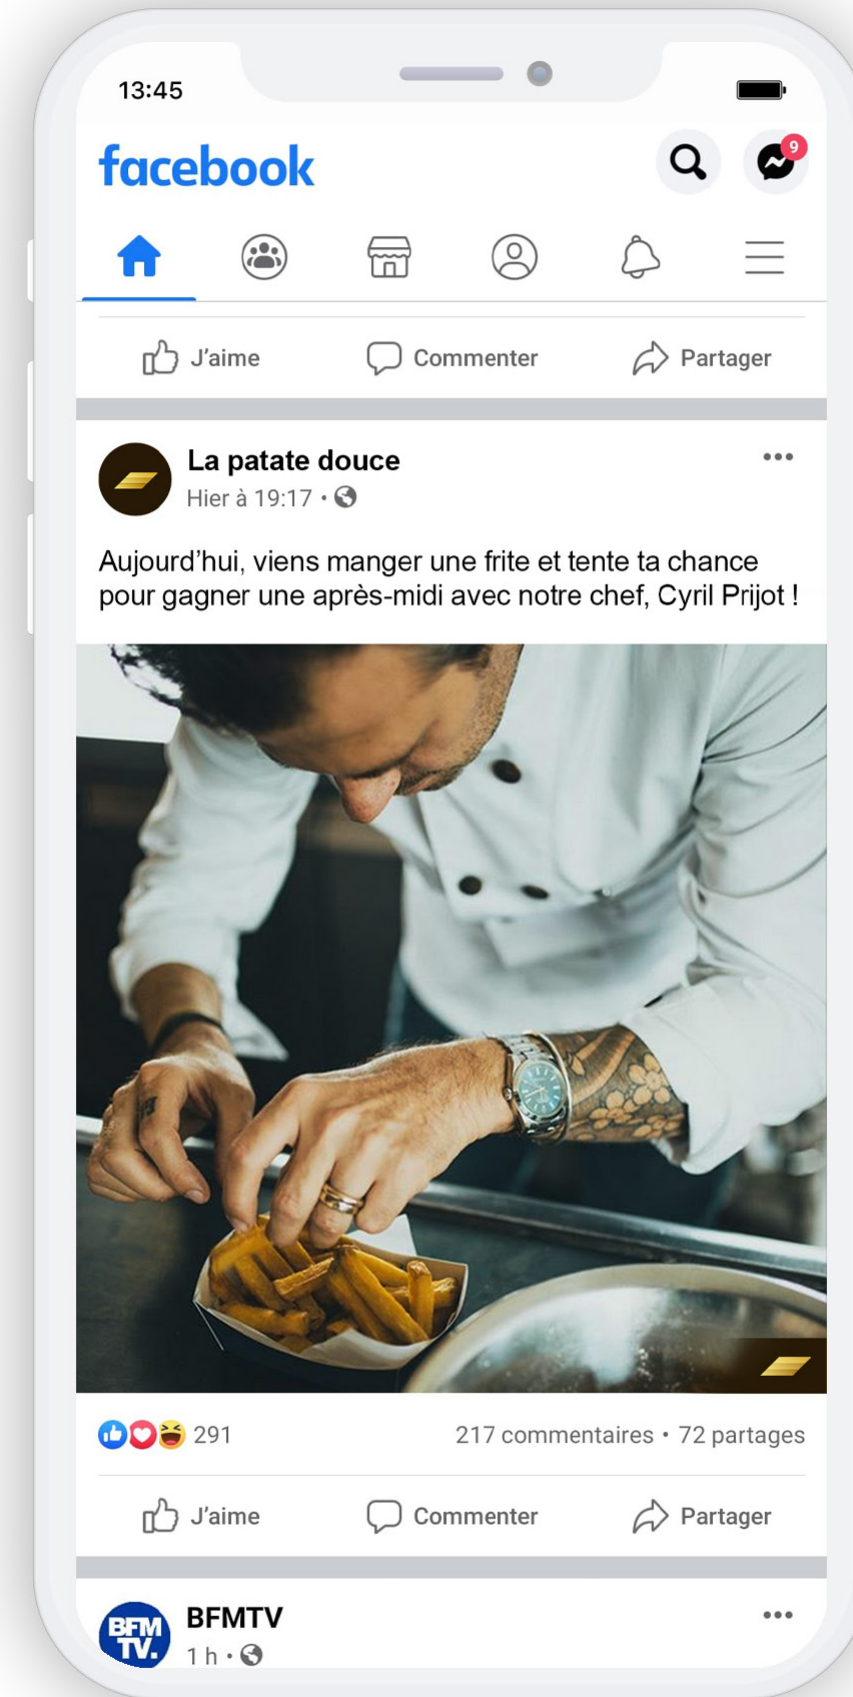 13:45
facebook
9
J'aime Commenter Partager
La patate douce
Hier à 19:17 •
Aujourd'hui, viens manger une frite et tente ta chance
pour gagner une après-midi avec notre chef, Cyril Prijot !
291 217 commentaires • 72 partages
J'aime Commenter Partager
BFM
TV.
BFMTV
1 h •